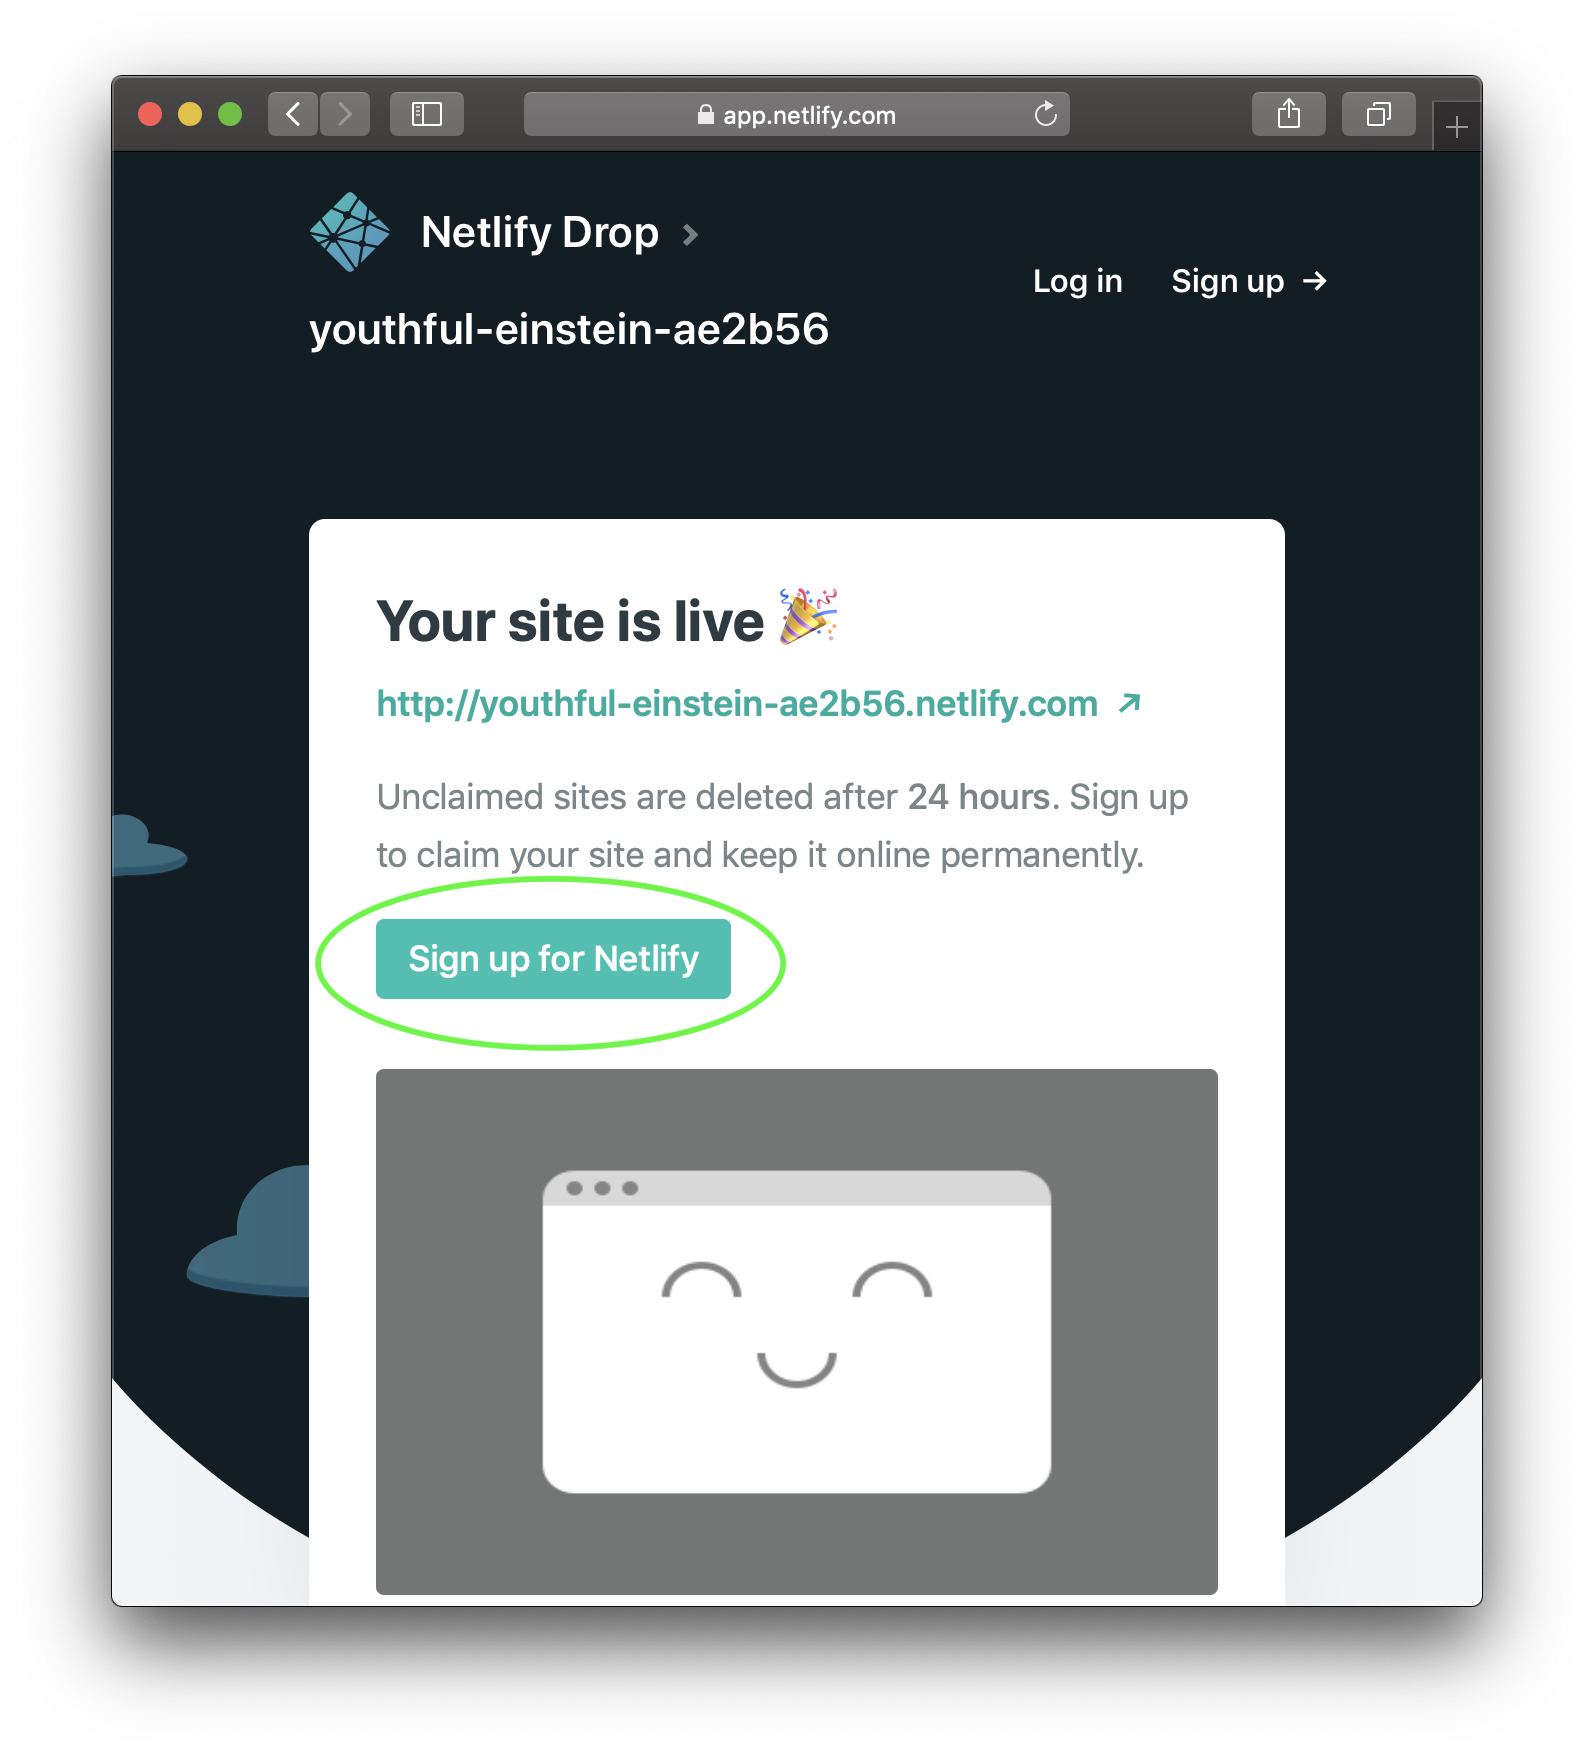 app.netlify.com
Netlify Drop
Log in
Sign up →
youthful-einstein-ae2b56
Your site is live 🎉
http://youthful-einstein-ae2b56.netlify.com ↗
Unclaimed sites are deleted after 24 hours. Sign up
to claim your site and keep it online permanently.
Sign up for Netlify